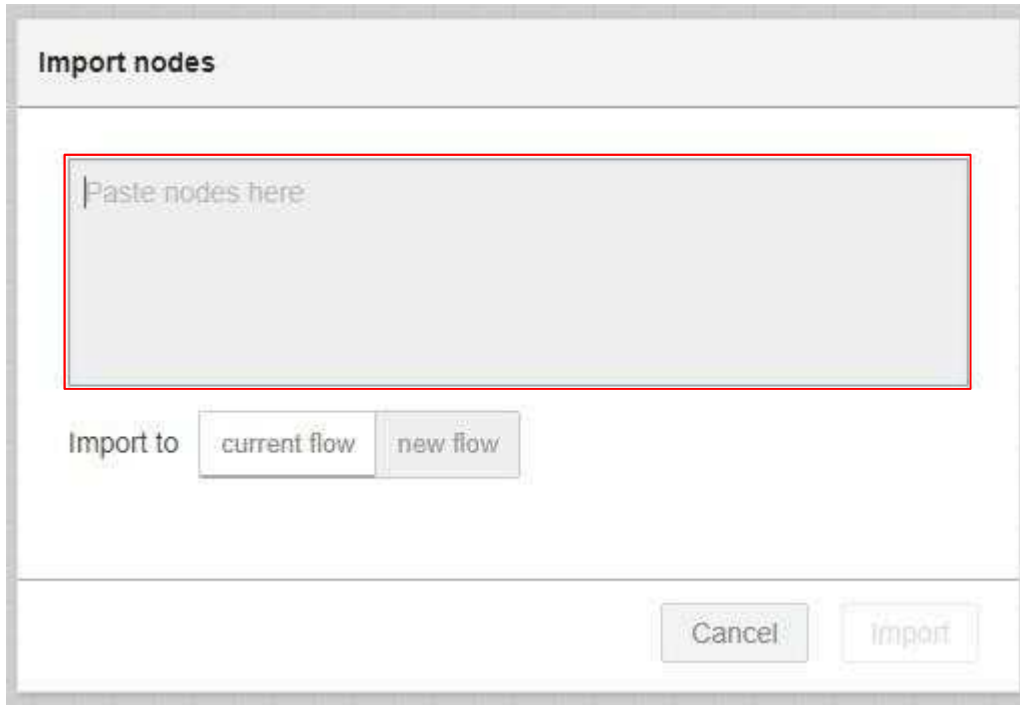 Import nodes
Paste nodes here
Import to current flow new flow
Cancel Import